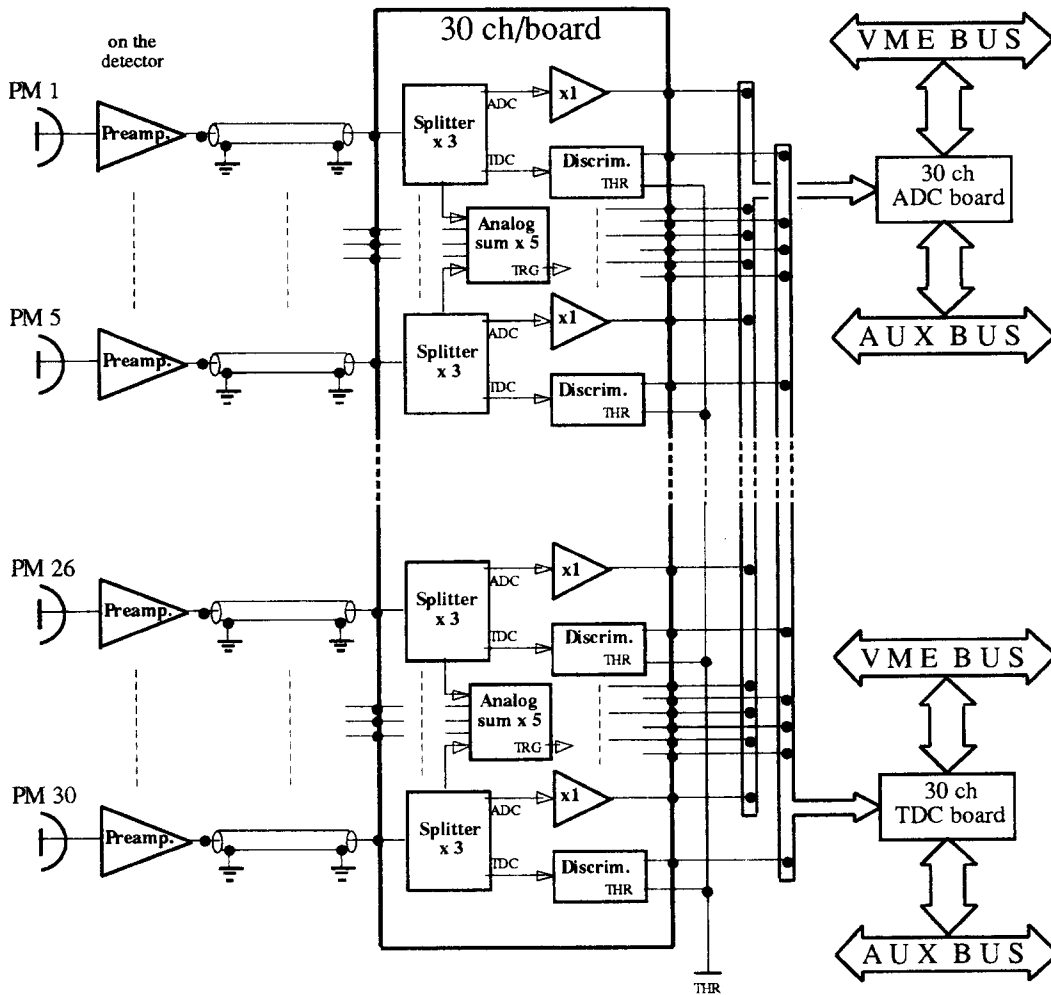 30 ch/board
on the
detector
VME BUS
PM 1
Preamp.
Splitter
x 3
ADC
x1
TDC
Discrim.
THR
30 ch
ADC board
Analog
sum x 5
TRG
PM 5
Preamp.
Splitter
x 3
ADC
x1
TDC
Discrim.
THR
AUX BUS
PM 26
Preamp.
Splitter
x 3
ADC
x1
TDC
Discrim.
THR
VME BUS
Analog
sum x 5
TRG
PM 30
Preamp.
Splitter
x 3
ADC
x1
TDC
Discrim.
THR
30 ch
TDC board
AUX BUS
THR